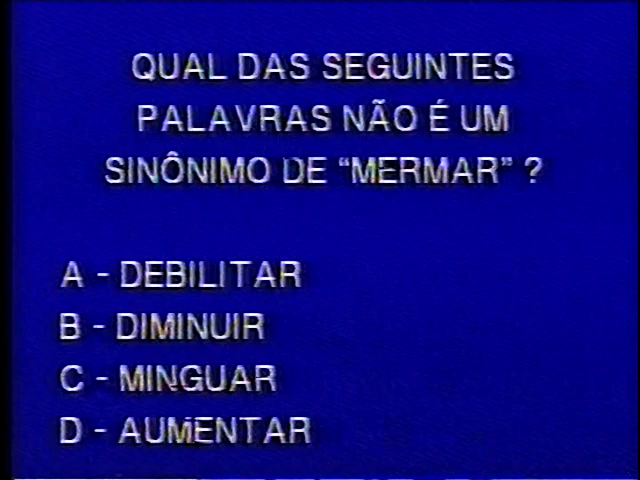 QUAL DAS SEGUINTES
PALAVRAS NÃO É UM
SINÔNIMO DE “MERMAR” ?
A - DEBILITAR
B - DIMINUIR
C - MINGUAR
D - AUMENTAR